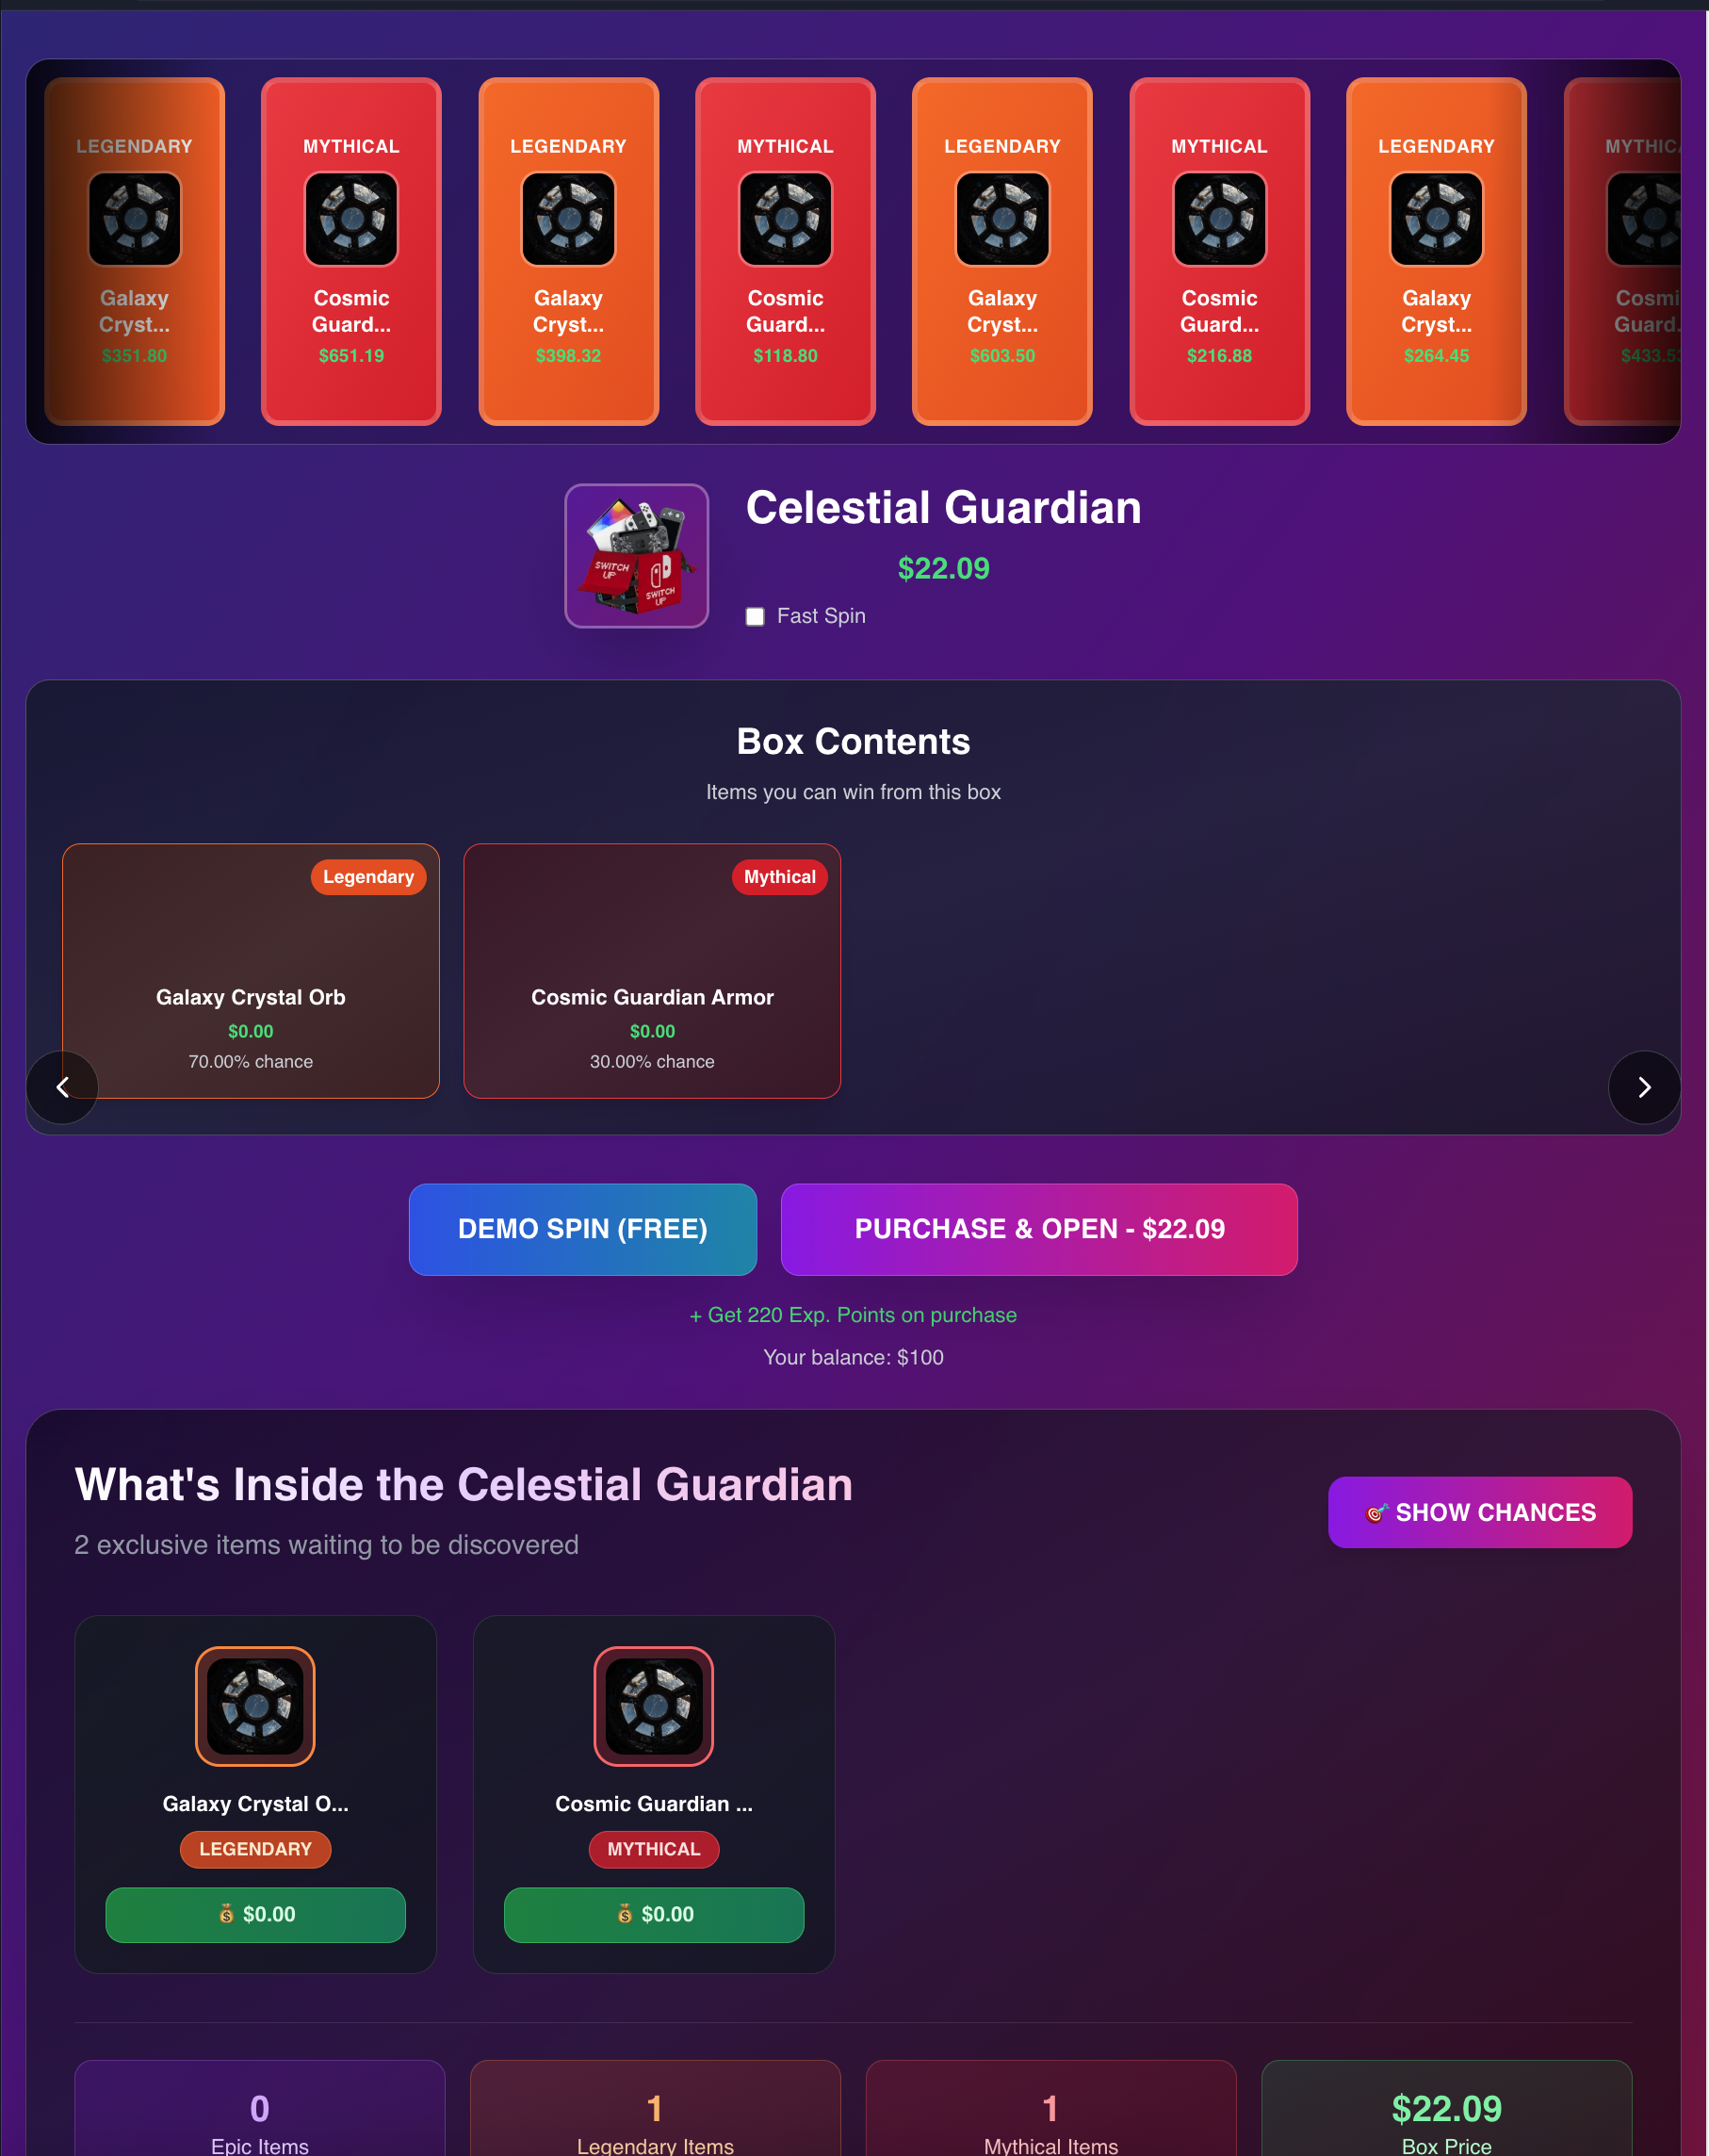 LEGENDARY
Galaxy
Cryst...
$351.80
MYTHICAL
Cosmic
Guard...
$651.19
LEGENDARY
Galaxy
Cryst...
$398.32
MYTHICAL
Cosmic
Guard...
$118.80
LEGENDARY
Galaxy
Cryst...
$603.50
MYTHICAL
Cosmic
Guard...
$216.88
LEGENDARY
Galaxy
Cryst...
$264.45
MYTHICA
Cosmi
Guard.
$433.53
SWITCH
UP
SWITCH
UP
Celestial Guardian
$22.09
Fast Spin
Box Contents
Items you can win from this box
Legendary
Galaxy Crystal Orb
$0.00
70.00% chance
Mythical
Cosmic Guardian Armor
$0.00
30.00% chance
DEMO SPIN (FREE)
PURCHASE & OPEN - $22.09
+ Get 220 Exp. Points on purchase
Your balance: $100
What's Inside the Celestial Guardian
2 exclusive items waiting to be discovered
🎯 SHOW CHANCES
Galaxy Crystal O...
LEGENDARY
💰 $0.00
Cosmic Guardian ...
MYTHICAL
💰 $0.00
0
Epic Items
1
Legendary Items
1
Mythical Items
$22.09
Box Price